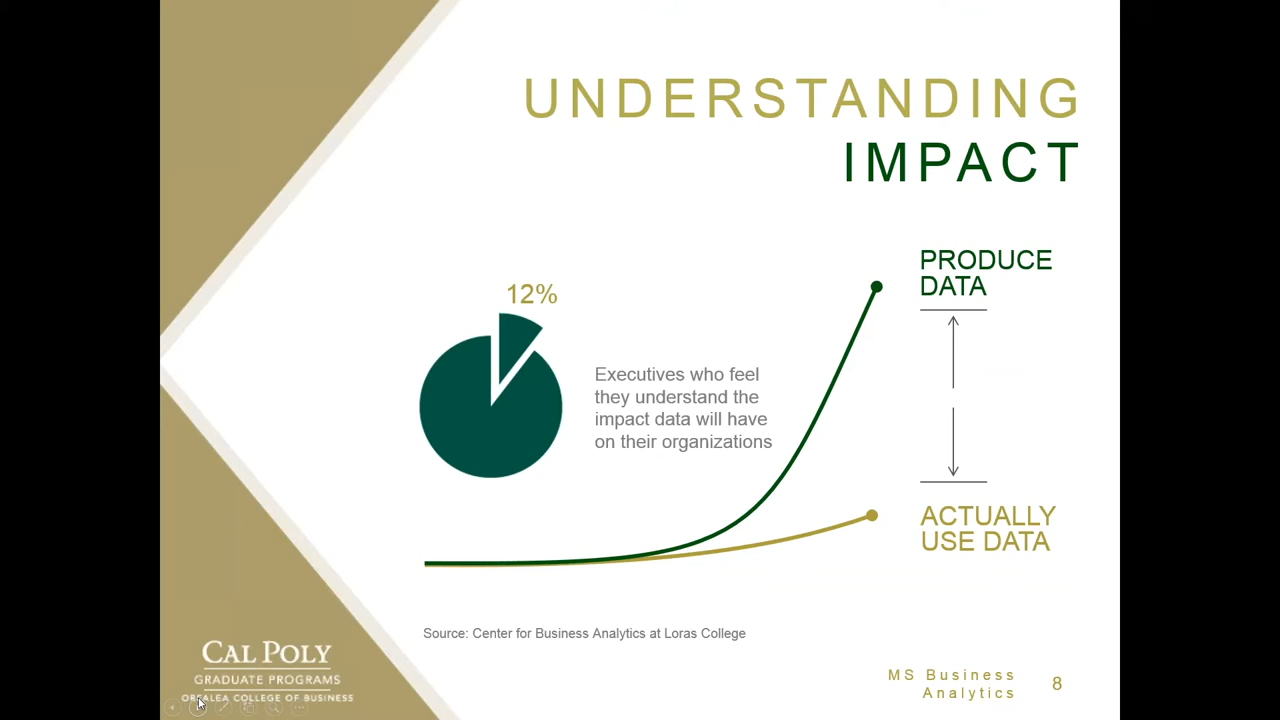 UNDERSTANDING
IMPACT
PRODUCE
DATA
12%
Executives who feel
they understand the
impact data will have
on their organizations
ACTUALLY
USE DATA
Source: Center for Business Analytics at Loras College
CAL POLY
GRADUATE PROGRAMS
ORFALEA COLLEGE OF BUSINESS
MS Business
Analytics
8